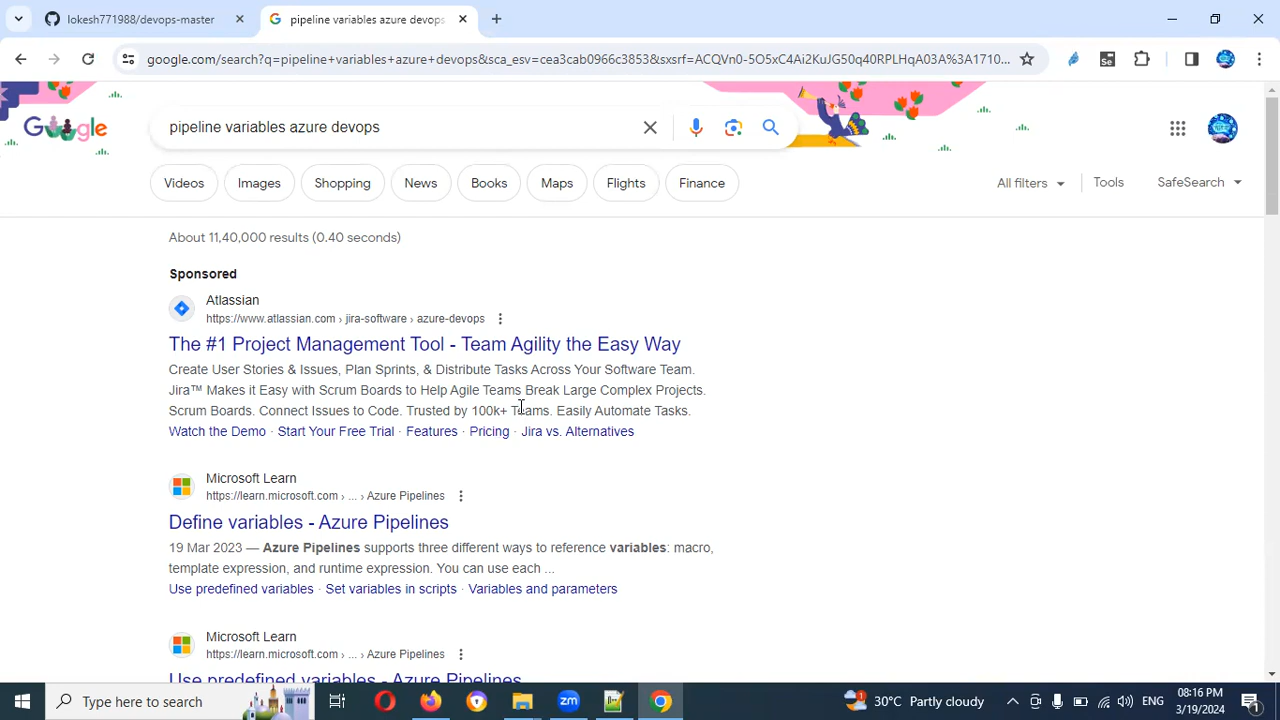 lokesh771988/devops-master
pipeline variables azure devops
google.com/search?q=pipeline+variables+azure+devops&sca_esv=cea3cab0966c3853&sxsrf=ACQVn0-5O5xC4Ai2KuJG50q40RPLHqA03A%3A1710...
Google
pipeline variables azure devops
Videos
Images
Shopping
News
Books
Maps
Flights
Finance
All filters
Tools
SafeSearch
About 11,40,000 results (0.40 seconds)
Sponsored
Atlassian
https://www.atlassian.com › jira-software › azure-devops
The #1 Project Management Tool - Team Agility the Easy Way
Create User Stories & Issues, Plan Sprints, & Distribute Tasks Across Your Software Team.
Jira™ Makes it Easy with Scrum Boards to Help Agile Teams Break Large Complex Projects.
Scrum Boards. Connect Issues to Code. Trusted by 100k+ Teams. Easily Automate Tasks.
Watch the Demo · Start Your Free Trial · Features · Pricing · Jira vs. Alternatives
Microsoft Learn
https://learn.microsoft.com › ... › Azure Pipelines
Define variables - Azure Pipelines
19 Mar 2023 — Azure Pipelines supports three different ways to reference variables: macro,
template expression, and runtime expression. You can use each ...
Use predefined variables · Set variables in scripts · Variables and parameters
Microsoft Learn
https://learn.microsoft.com › ... › Azure Pipelines
Use predefined variables - Azure Pipelines
Type here to search
30°C Partly cloudy
ENG
08:16 PM
3/19/2024